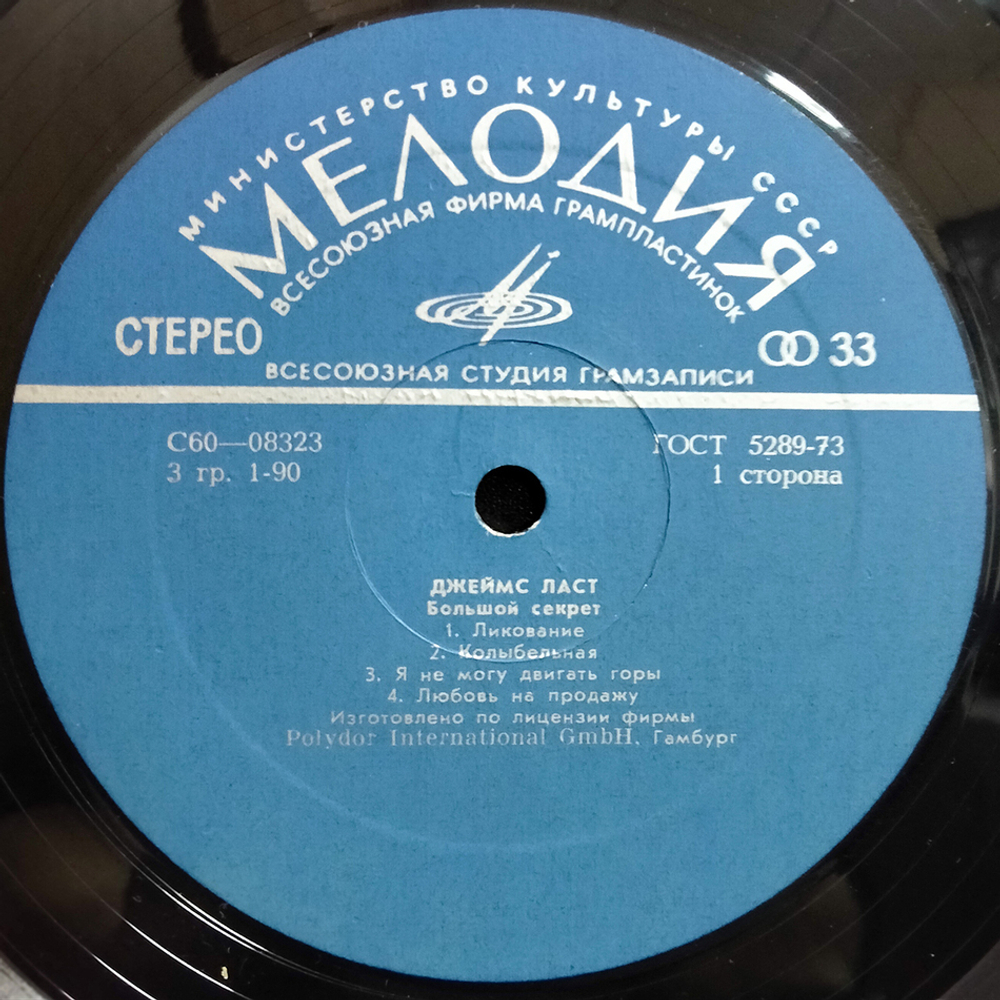 МИНИСТЕРСТВО КУЛЬТУРЫ СССР
МЕЛОДИЯ
ВСЕСОЮЗНАЯ ФИРМА ГРАМПЛАСТИНОК
СТЕРЕО
33
ВСЕСОЮЗНАЯ СТУДИЯ ГРАМЗАПИСИ
С60—08323
ГОСТ 5289-73
3 гр. 1-90
1 сторона
ДЖЕЙМС ЛАСТ
Большой секрет
1. Ликование
2. Колыбельная
3. Я не могу двигать горы
4. Любовь на продажу
Изготовлено по лицензии фирмы
Polydor International GmbH, Гамбург